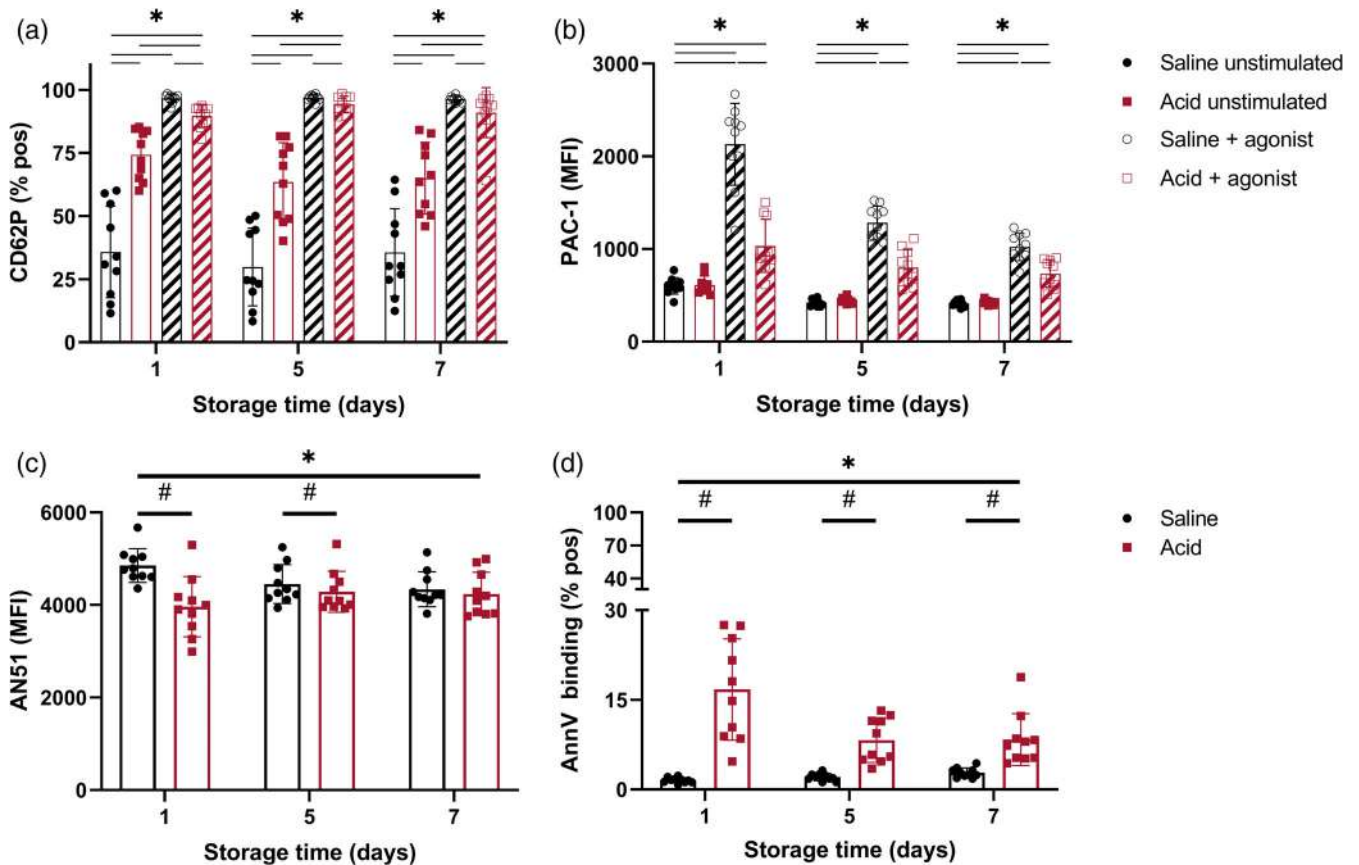 (a)
* * *
CD62P (% pos)
100
75
50
25
0
1 5 7
Storage time (days)
(b)
* * *
PAC-1 (MFI)
3000
2000
1000
0
1 5 7
Storage time (days)
Saline unstimulated
Acid unstimulated
Saline + agonist
Acid + agonist
(c)
*
# #
AN51 (MFI)
6000
4000
2000
0
1 5 7
Storage time (days)
(d)
*
# # #
AnnV binding (% pos)
100
70
40
30
15
0
1 5 7
Storage time (days)
Saline
Acid